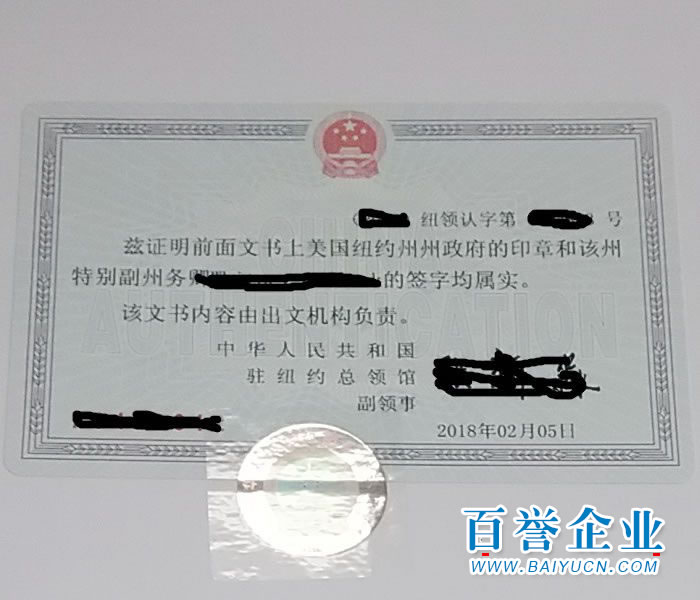 纽领认字第 号
兹证明前面文书上美国纽约州州政府的印章和该州
特别副州务卿 的签字均属实。
该文书内容由出文机构负责。
中华人民共和国
驻纽约总领馆
副领事
2018年02月05日
百誉企业
WWW.BAIYUCN.COM